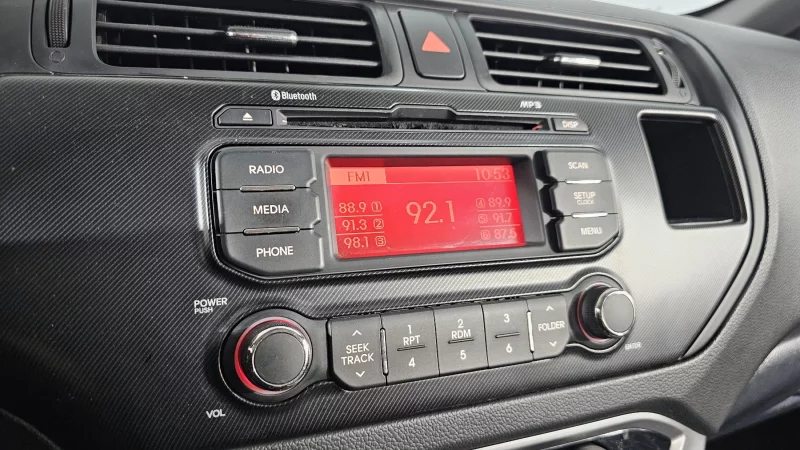 Bluetooth
MP3
DISP
RADIO
MEDIA
PHONE
FM1 10:53
88.9 1
91.3 2
98.1 3
92.1
4 89.9
5 91.7
6 87.5
SCAN
SETUP
CLOCK
MENU
POWER
PUSH
VOL
SEEK
TRACK
1
RPT
4
2
RDM
5
3
6
FOLDER
ENTER